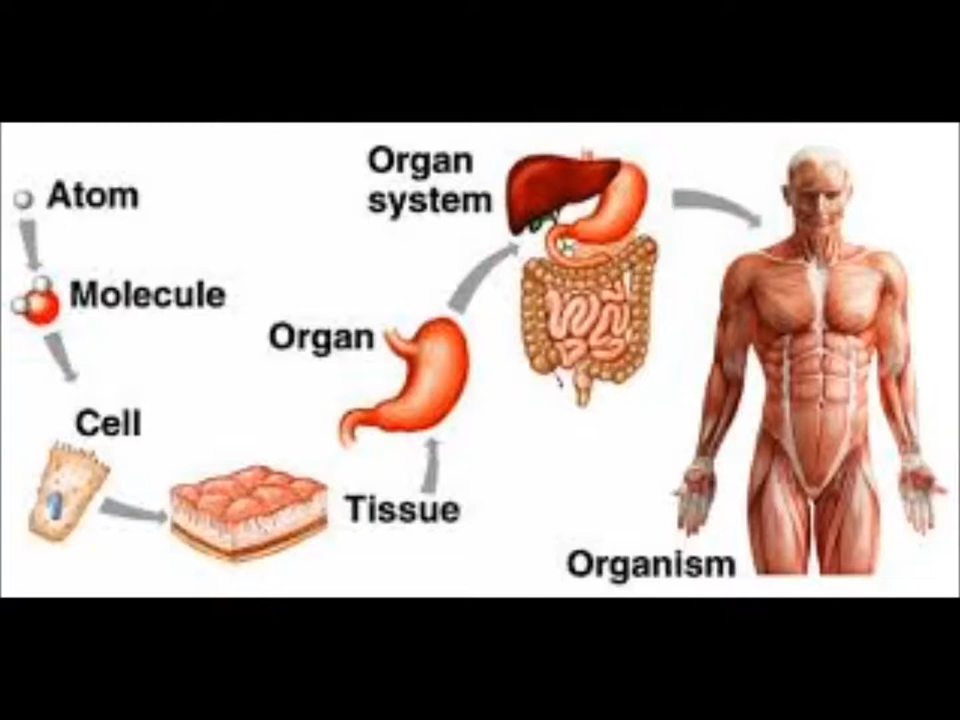 Atom
Molecule
Cell
Tissue
Organ
Organ
system
Organism